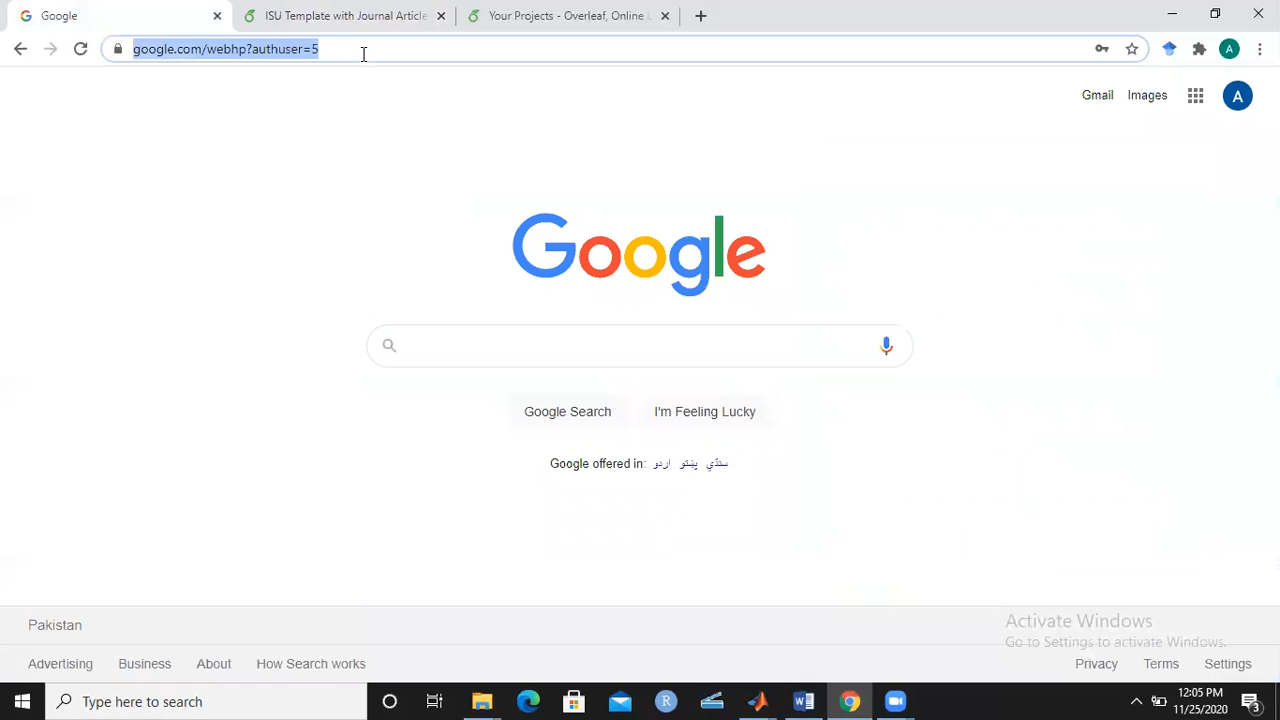 Google
ISU Template with Journal Article
Your Projects - Overleaf, Online L
google.com/webhp?authuser=5
A
Gmail
Images
A
Google
Google Search
I'm Feeling Lucky
Google offered in: اردو پښتو سنڌي
Pakistan
Activate Windows
Go to Settings to activate Windows.
Advertising
Business
About
How Search works
Privacy
Terms
Settings
Type here to search
R
W
12:05 PM
11/25/2020
3